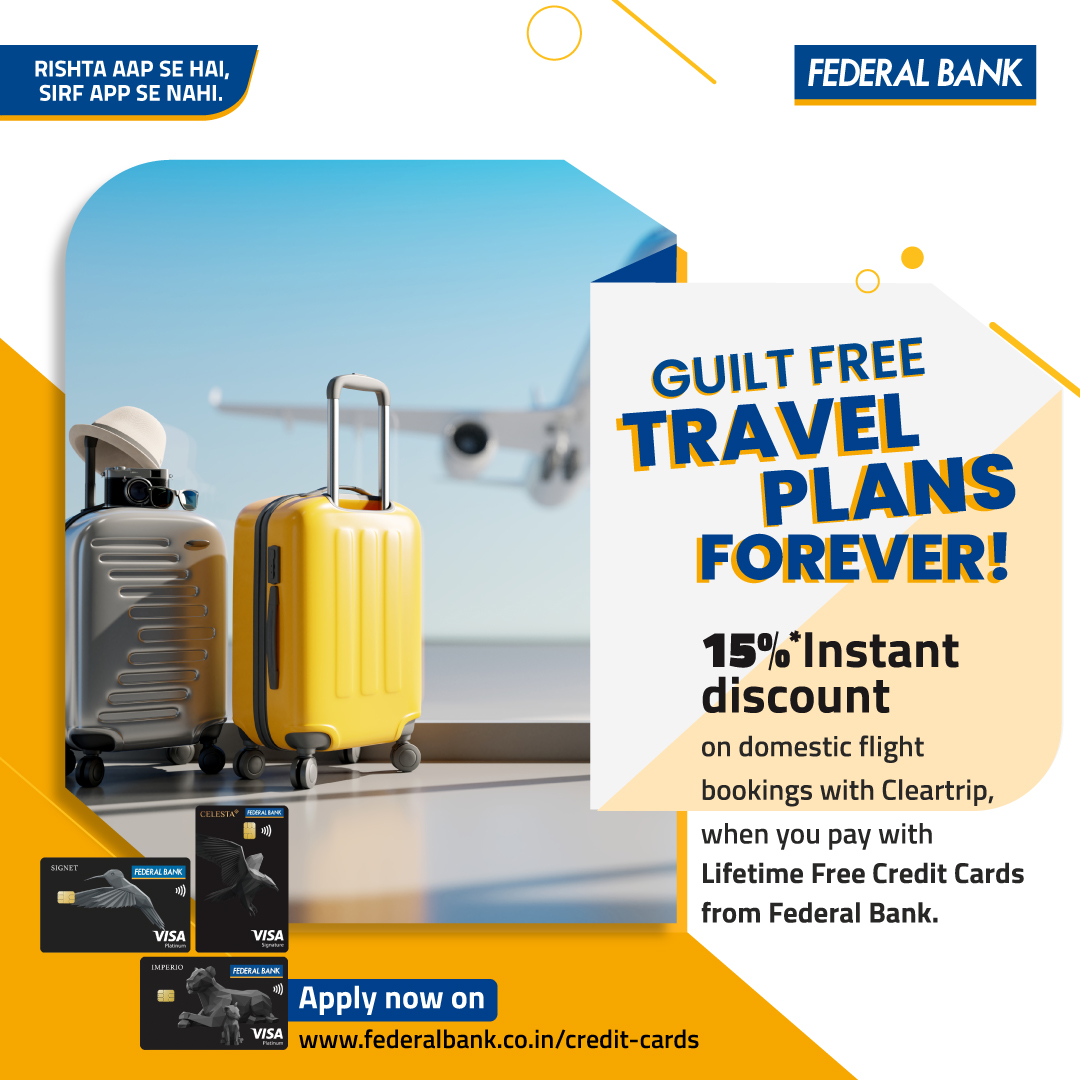 RISHTA AAP SE HAI,
SIRF APP SE NAHI.
FEDERAL BANK
GUILT FREE
TRAVEL
PLANS
FOREVER!
15%* Instant
discount
on domestic flight
bookings with Cleartrip,
when you pay with
Lifetime Free Credit Cards
from Federal Bank.
CELESTA
FEDERAL BANK
VISA
Signature
SIGNET
FEDERAL BANK
VISA
Platinum
IMPERIO
FEDERAL BANK
VISA
Platinum
Apply now on
www.federalbank.co.in/credit-cards